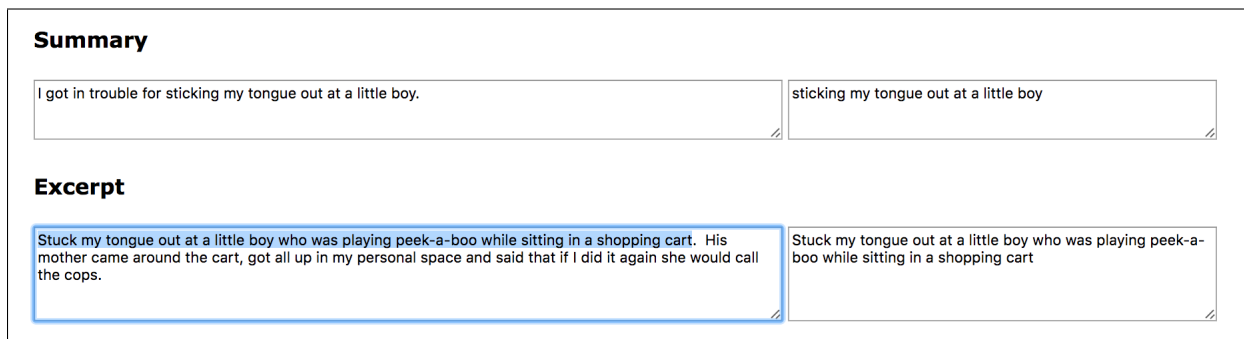 Summary
I got in trouble for sticking my tongue out at a little boy.
sticking my tongue out at a little boy
Excerpt
Stuck my tongue out at a little boy who was playing peek-a-boo while sitting in a shopping cart.  His
mother came around the cart, got all up in my personal space and said that if I did it again she would call
the cops.
Stuck my tongue out at a little boy who was playing peek-a-
boo while sitting in a shopping cart